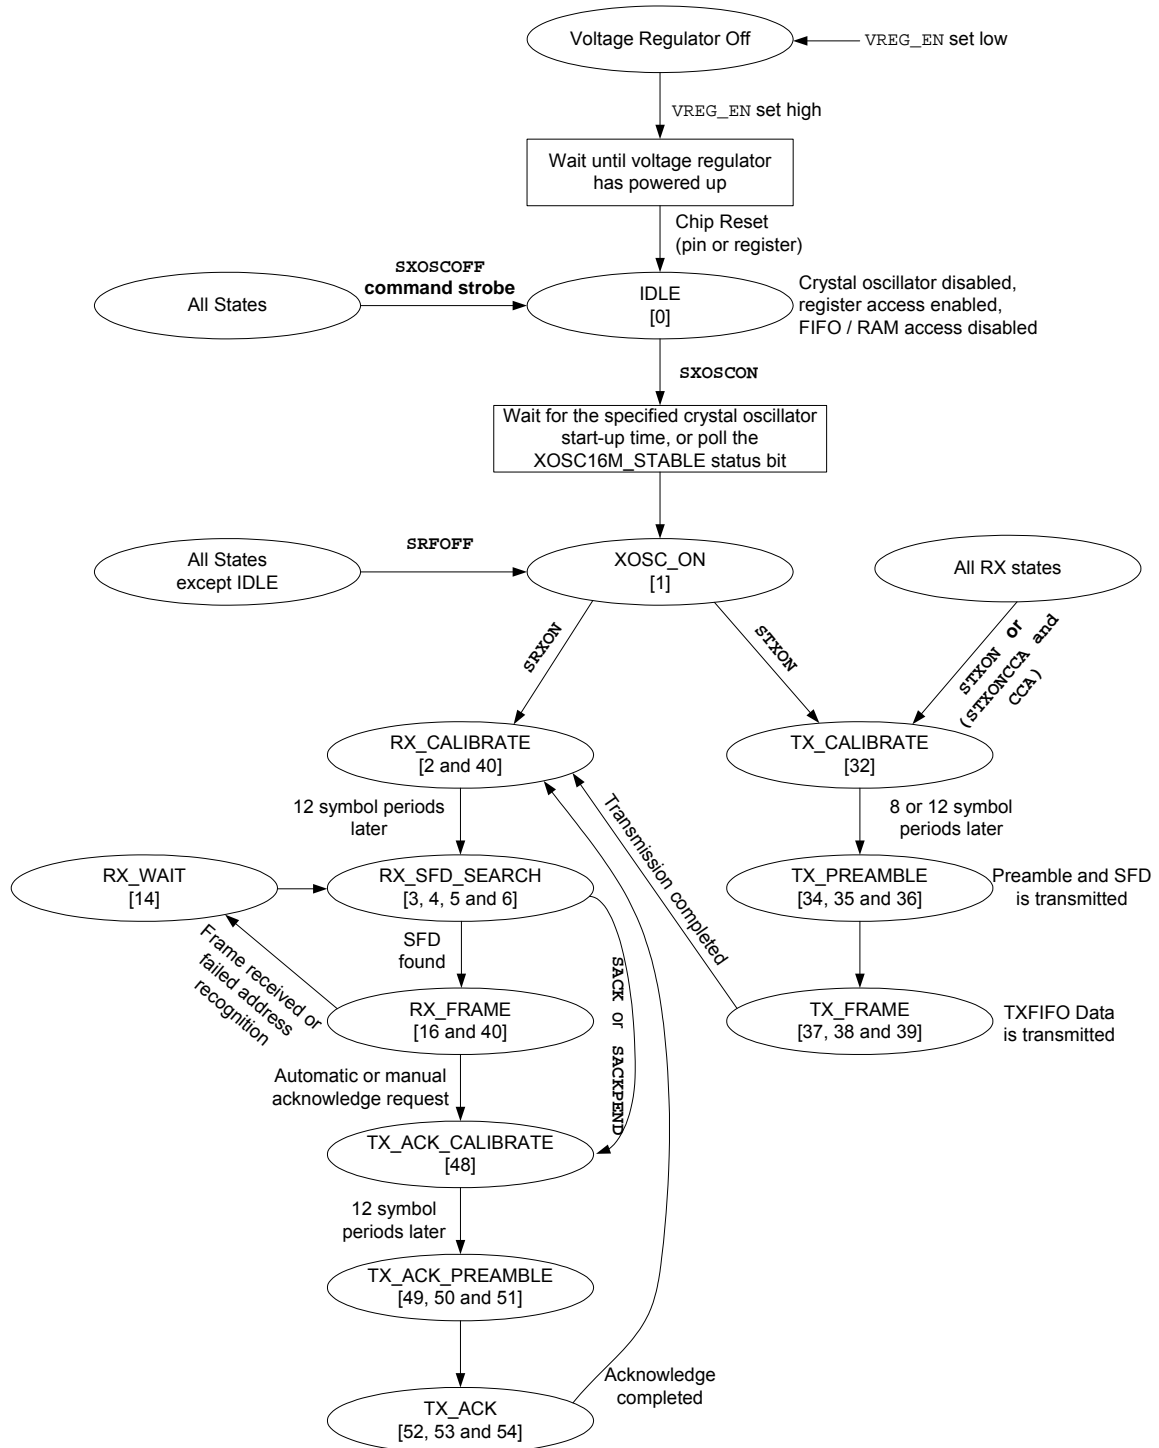 Voltage Regulator Off
VREG_EN set low
VREG_EN set high
Wait until voltage regulator
has powered up
Chip Reset
(pin or register)
SXOSCOFF
command strobe
All States
IDLE
[0]
Crystal oscillator disabled,
register access enabled,
FIFO / RAM access disabled
SXOSCON
Wait for the specified crystal oscillator
start-up time, or poll the
XOSC16M_STABLE status bit
All States
except IDLE
SRFOFF
XOSC_ON
[1]
All RX states
SRXON
STXON
STXON or
(STXONCCA and
CCA)
RX_CALIBRATE
[2 and 40]
TX_CALIBRATE
[32]
12 symbol periods
later
Transmission completed
8 or 12 symbol
periods later
RX_WAIT
[14]
RX_SFD_SEARCH
[3, 4, 5 and 6]
TX_PREAMBLE
[34, 35 and 36]
Preamble and SFD
is transmitted
Frame received or
failed address
recognition
SFD
found
SACK or SACKPEND
RX_FRAME
[16 and 40]
TX_FRAME
[37, 38 and 39]
TXFIFO Data
is transmitted
Automatic or manual
acknowledge request
TX_ACK_CALIBRATE
[48]
12 symbol
periods later
TX_ACK_PREAMBLE
[49, 50 and 51]
Acknowledge
completed
TX_ACK
[52, 53 and 54]